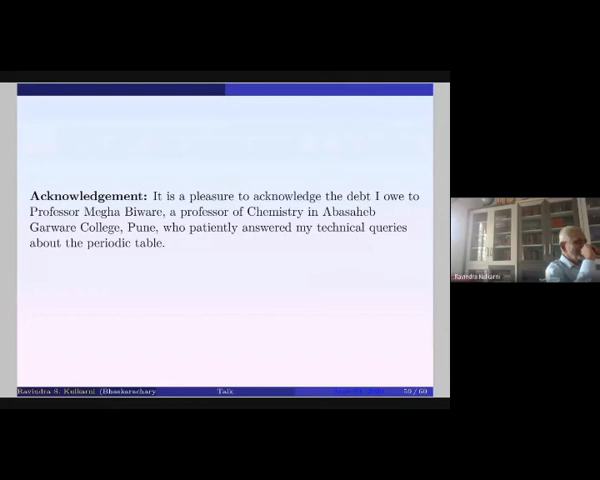 Acknowledgement: It is a pleasure to acknowledge the debt I owe to
Professor Megha Biware, a professor of Chemistry in Abasaheb
Garware College, Pune, who patiently answered my technical queries
about the periodic table.
Ravindra Kulkarni
Ravindra S. Kulkarni (Bhaskarachary
Talk
59 / 60